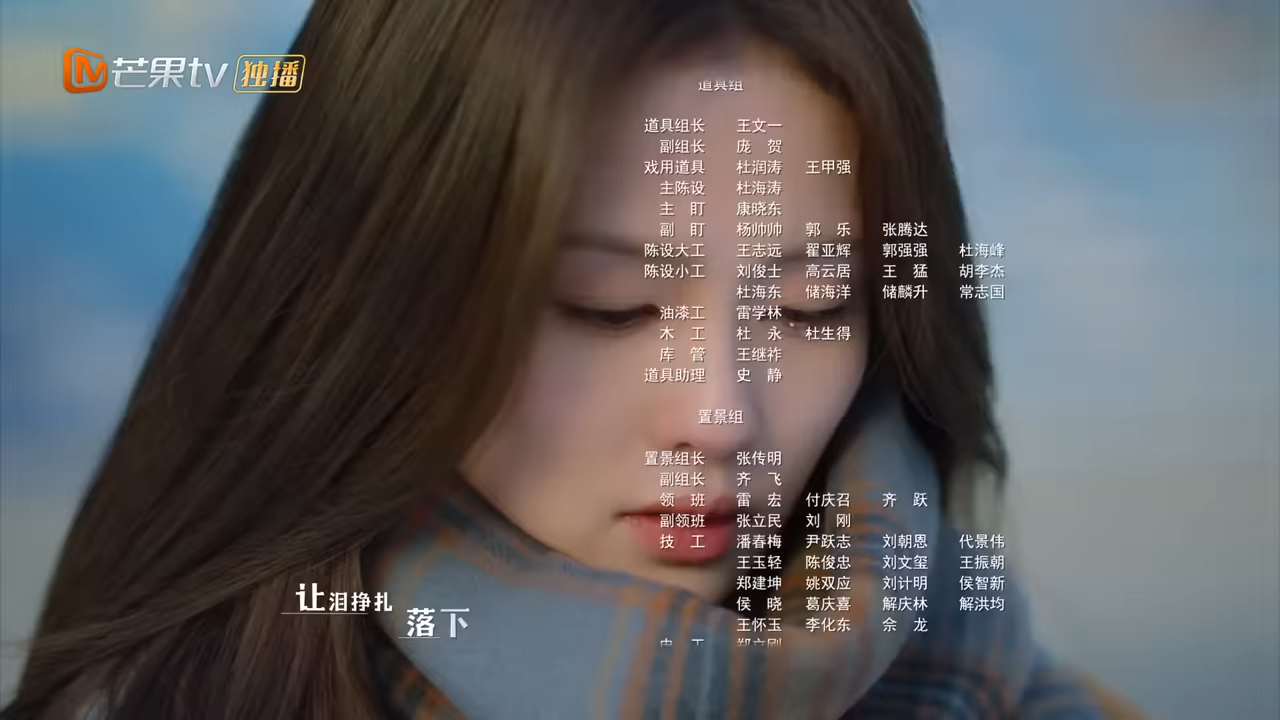 芒果tv 独播
道具组
道具组长 王文一
副组长 庞 贺
戏用道具 杜润涛 王甲强
主陈设 杜海涛
主 盯 康晓东
副 盯 杨帅帅 郭 乐 张腾达
陈设大工 王志远 翟亚辉 郭强强 杜海峰
陈设小工 刘俊士 高云居 王 猛 胡李杰
杜海东 储海洋 储麟升 常志国
油漆工 雷学林
木 工 杜 永 杜生得
库 管 王继祚
道具助理 史 静
置景组
置景组长 张传明
副组长 齐 飞
领 班 雷 宏 付庆召 齐 跃
副领班 张立民 刘 刚
技 工 潘春梅 尹跃志 刘朝恩 代景伟
王玉轻 陈俊忠 刘文玺 王振朝
郑建坤 姚双应 刘计明 侯智新
侯 晓 葛庆喜 解庆林 解洪均
王怀玉 李化东 佘 龙
让泪挣扎
落下